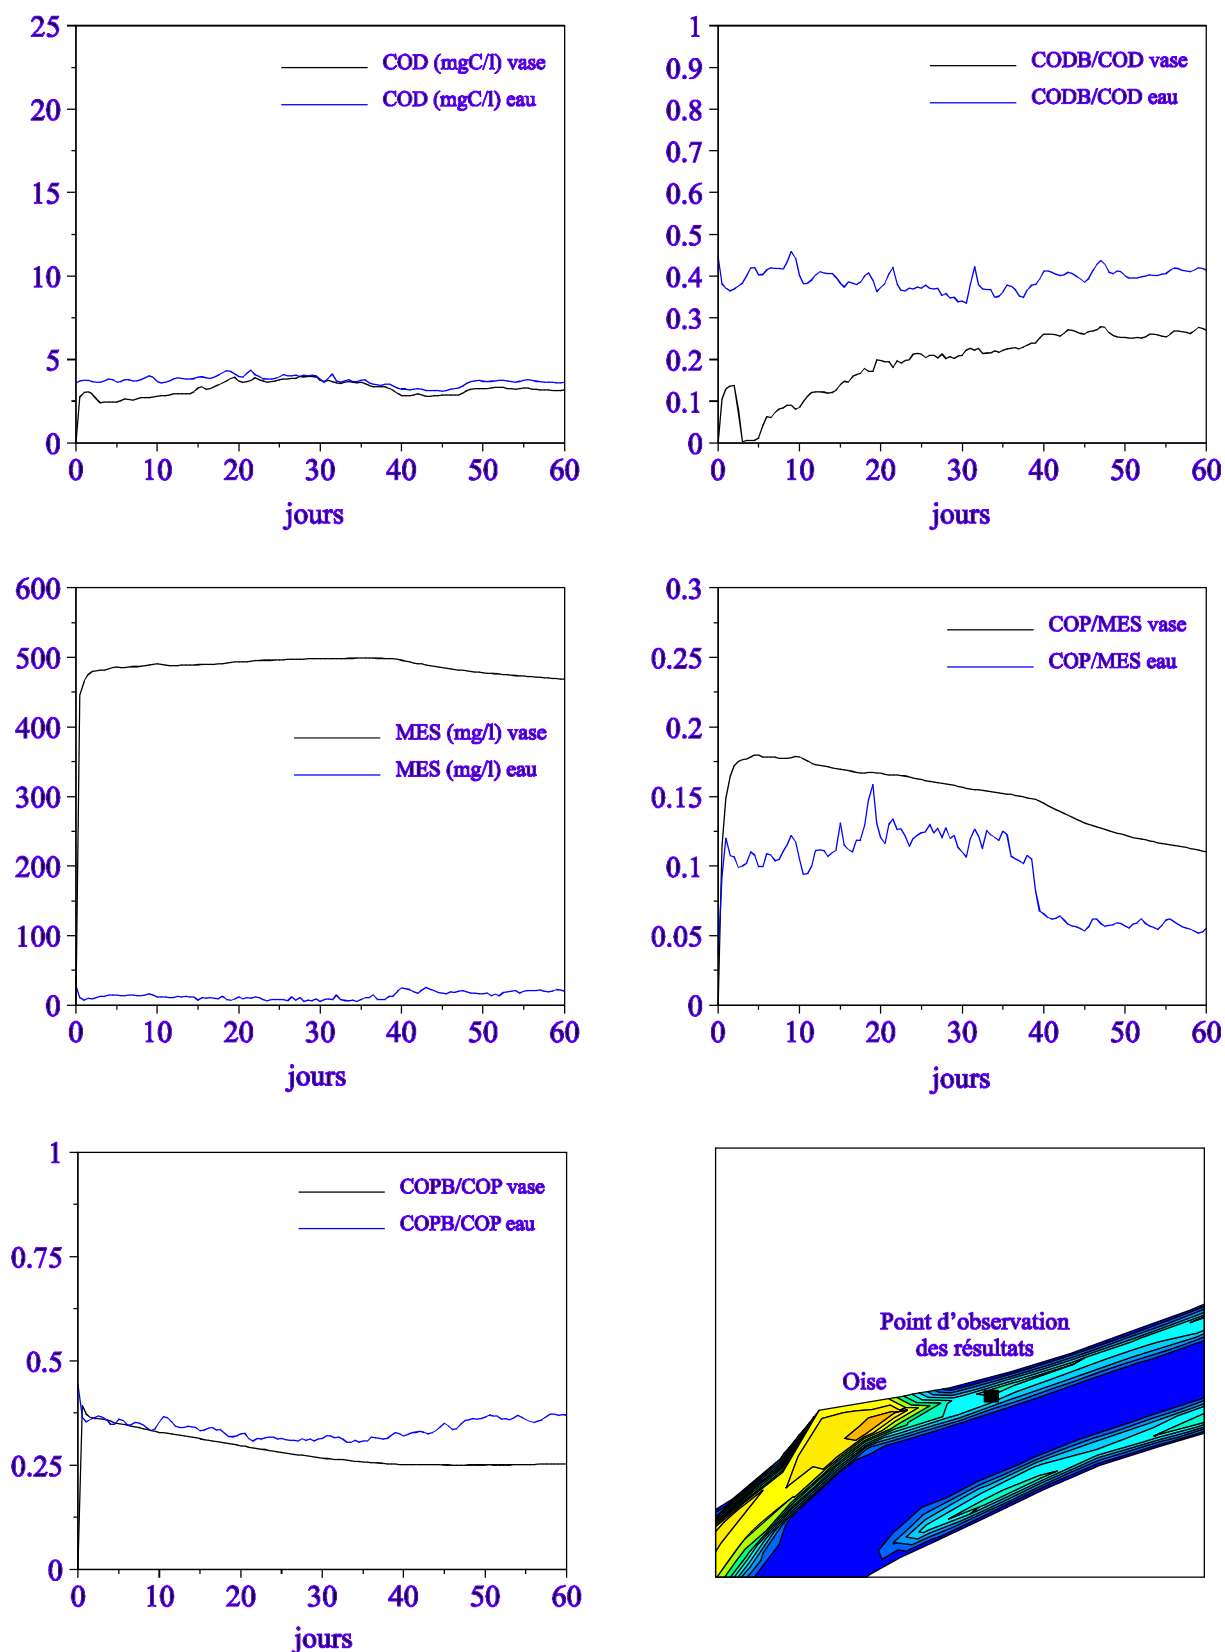 25
20
15
10
5
0
COD (mgC/l) vase
COD (mgC/l) eau
0 10 20 30 40 50 60
jours
1
0.9
0.8
0.7
0.6
0.5
0.4
0.3
0.2
0.1
0
CODB/COD vase
CODB/COD eau
0 10 20 30 40 50 60
jours
600
500
400
300
200
100
0
MES (mg/l) vase
MES (mg/l) eau
0 10 20 30 40 50 60
jours
0.3
0.25
0.2
0.15
0.1
0.05
0
COP/MES vase
COP/MES eau
0 10 20 30 40 50 60
jours
1
0.75
0.5
0.25
0
COPB/COP vase
COPB/COP eau
0 10 20 30 40 50 60
jours
Point d’observation
des résultats
Oise